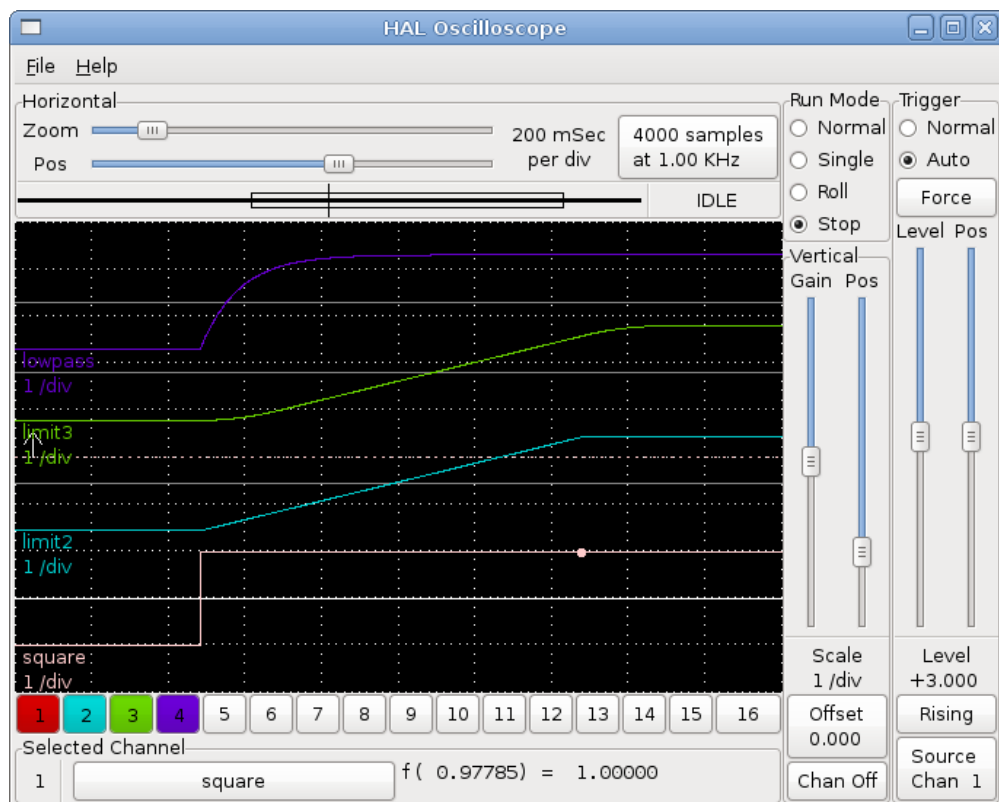 HAL Oscilloscope
File Help
Horizontal
Zoom
Pos
200 mSec
per div
4000 samples
at 1.00 KHz
IDLE
Run Mode
Normal
Single
Roll
Stop
Trigger
Normal
Auto
Force
Level Pos
Vertical
Gain Pos
lowpass
1 /div
limit3
1 /div
limit2
1 /div
square
1 /div
Scale
1 /div
Offset
0.000
Chan Off
Level
+3.000
Rising
Source
Chan 1
1 2 3 4 5 6 7 8 9 10 11 12 13 14 15 16
Selected Channel
1 square f( 0.97785) = 1.00000